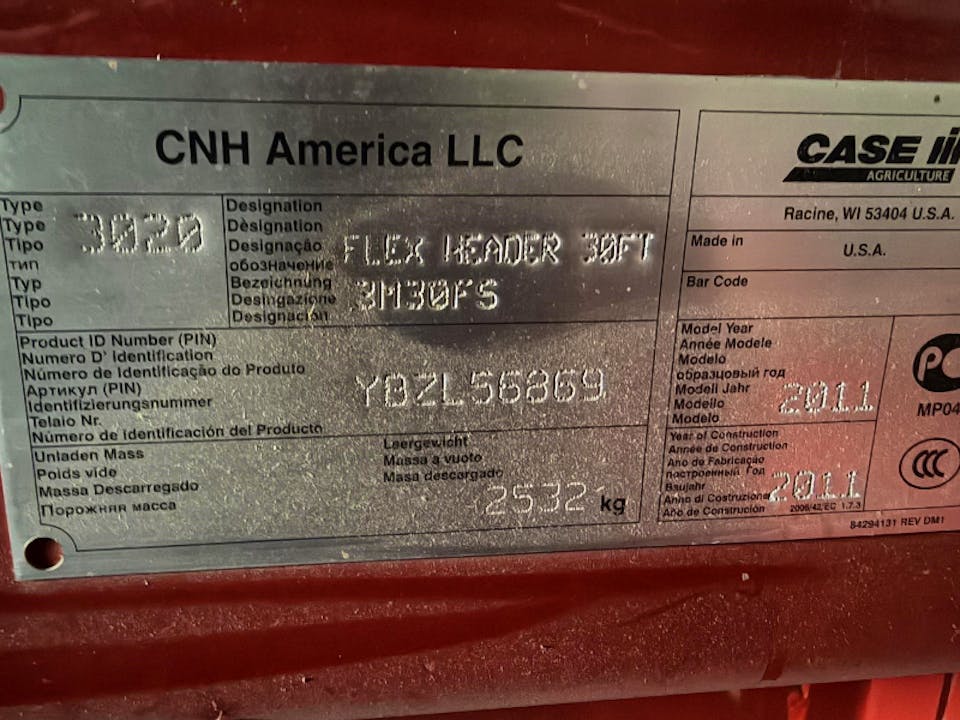 CNH America LLC
CASE IH
AGRICULTURE
Racine, WI 53404 U.S.A.
Made in
U.S.A.
Bar Code
Type
Type
Tipo
тип
Typ
Tipo
Tipo
3020
Designation
Dèsignation
Designação
обозначение
Bezeichnung
Desingazione
Designación
FLEX HEADER 30FT
3M30FS
Product ID Number (PIN)
Numero D' Identification
Número de Identificação do Produto
Артикул (PIN)
Identifizierungsnummer
Telaio Nr.
Número de identificación del Producto
YBZL56869
Model Year
Année Modele
Modelo
образцовый год
Modell Jahr
Modello
Modelo
2011
Unladen Mass
Poids vide
Massa Descarregado
Порожняя масса
Leergewicht
Massa a vuoto
Masa descargado
2532 kg
Year of Construction
Année de Construction
Ano de Fabricação
построенный Год
Baujahr
Anno di Costruzione
Año de Construción
2011
2006/42/EC 1.7.3
MP04
CCC
84294131 REV DM1